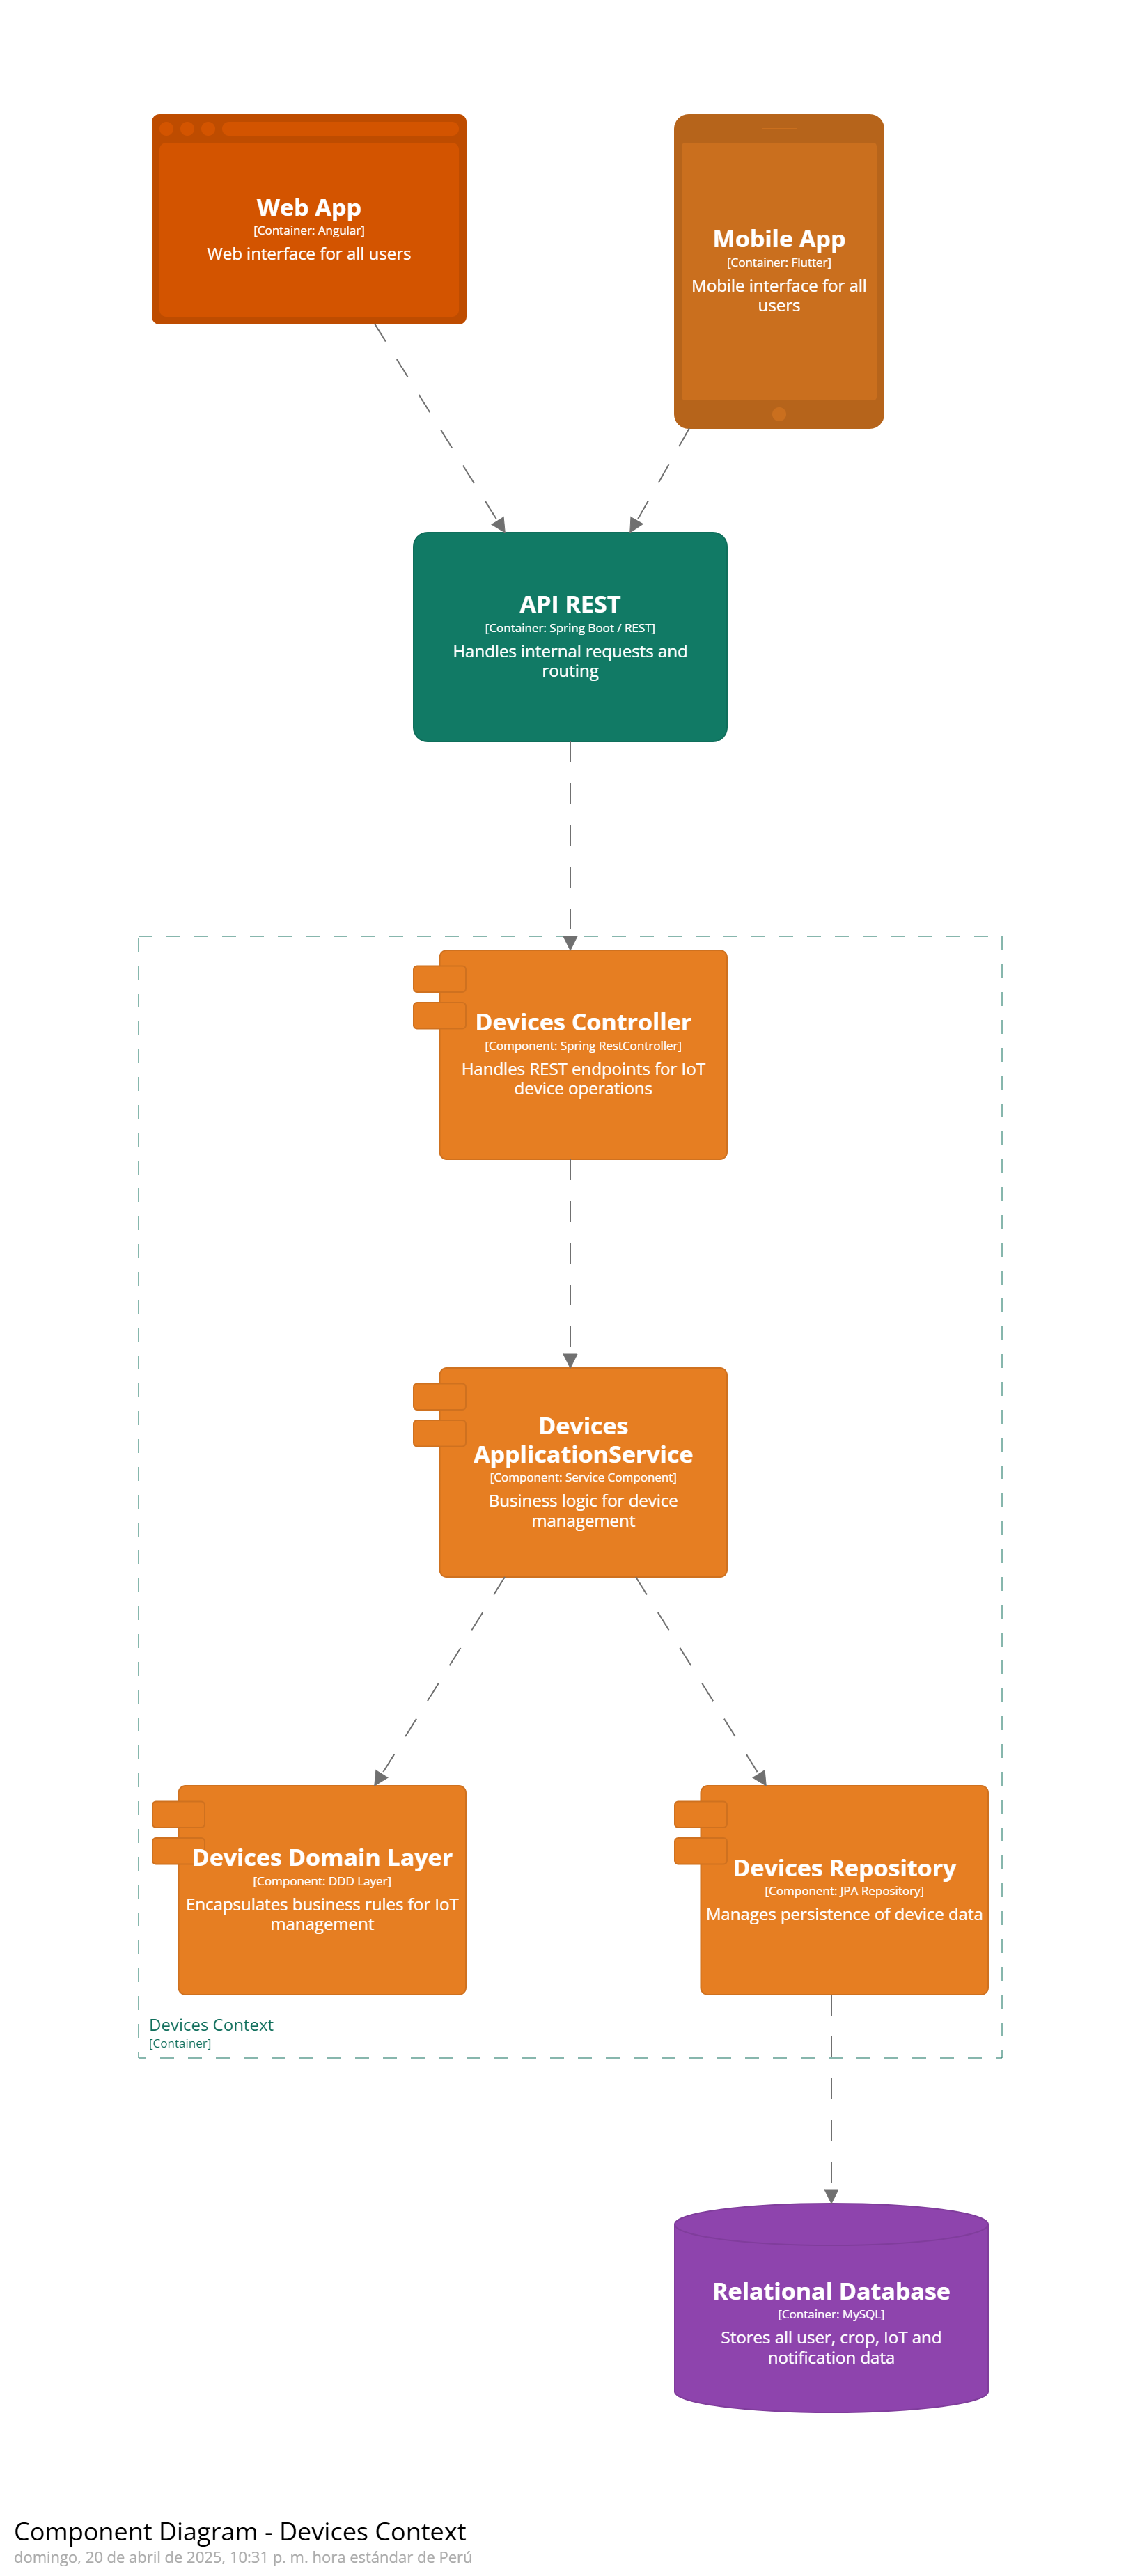 Web App
[Container: Angular]
Web interface for all users
Mobile App
[Container: Flutter]
Mobile interface for all
users
API REST
[Container: Spring Boot / REST]
Handles internal requests and
routing
Devices Controller
[Component: Spring RestController]
Handles REST endpoints for IoT
device operations
Devices
ApplicationService
[Component: Service Component]
Business logic for device
management
Devices Domain Layer
[Component: DDD Layer]
Encapsulates business rules for IoT
management
Devices Repository
[Component: JPA Repository]
Manages persistence of device data
Devices Context
[Container]
Relational Database
[Container: MySQL]
Stores all user, crop, IoT and
notification data
Component Diagram - Devices Context
domingo, 20 de abril de 2025, 10:31 p. m. hora estándar de Perú